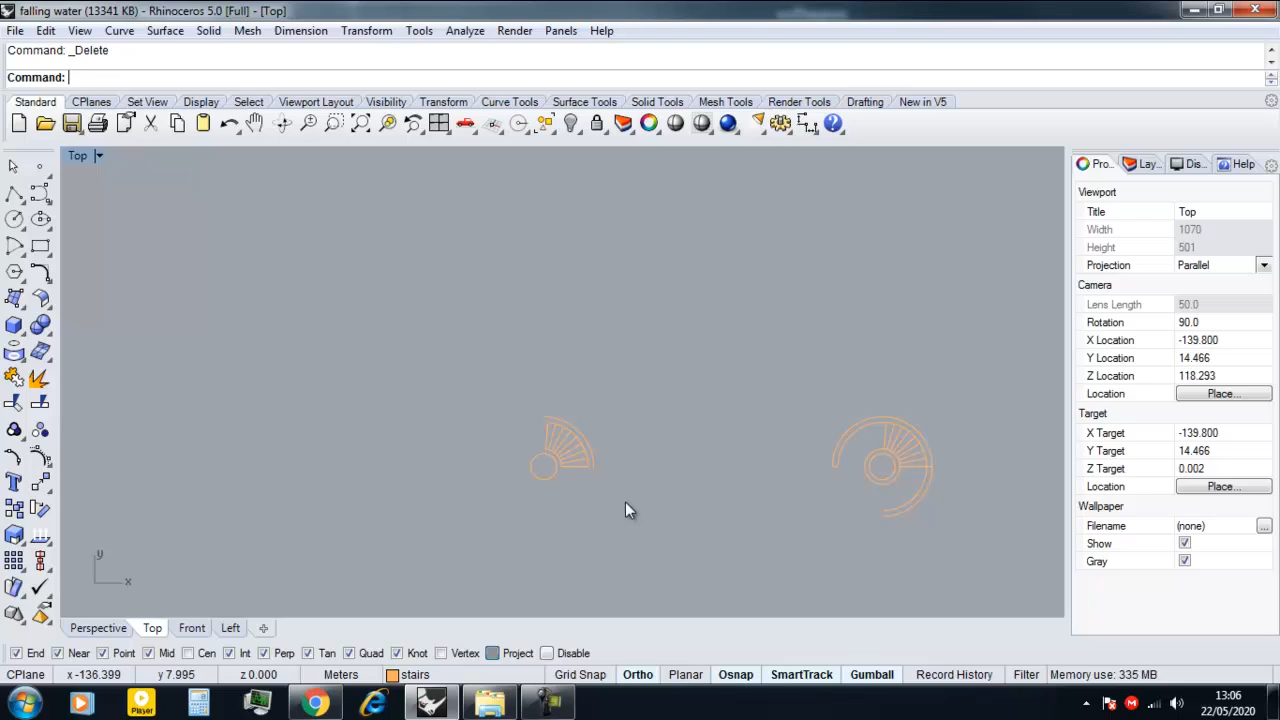 falling water (13341 KB) - Rhinoceros 5.0 [Full] - [Top]
File Edit View Curve Surface Solid Mesh Dimension Transform Tools Analyze Render Panels Help
Command: _Delete
Command:
Standard CPlanes Set View Display Select Viewport Layout Visibility Transform Curve Tools Surface Tools Solid Tools Mesh Tools Render Tools Drafting New in V5
Top
Pro... Lay... Dis... Help
Viewport
Title Top
Width 1070
Height 501
Projection Parallel
Camera
Lens Length 50.0
Rotation 90.0
X Location -139.800
Y Location 14.466
Z Location 118.293
Location Place...
Target
X Target -139.800
Y Target 14.466
Z Target 0.002
Location Place...
Wallpaper
Filename (none) ...
Show
Gray
y
x
Perspective Top Front Left
End Near Point Mid Cen Int Perp Tan Quad Knot Vertex Project Disable
CPlane x -136.399 y 7.995 z 0.000 Meters stairs Grid Snap Ortho Planar Osnap SmartTrack Gumball Record History Filter Memory use: 335 MB
Player
13:06
22/05/2020